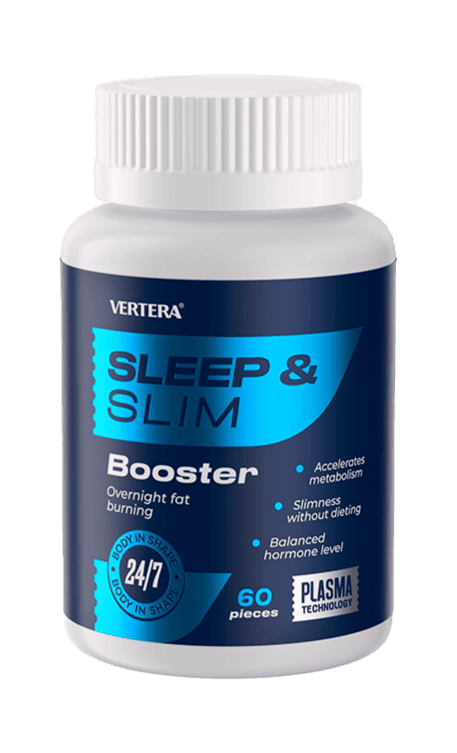 VERTERA®
SLEEP &
SLIM
Booster
Overnight fat
burning
Accelerates
metabolism
Slimness
without dieting
Balanced
hormone level
BODY IN SHAPE
24/7
BODY IN SHAPE
60
pieces
PLASMA
TECHNOLOGY